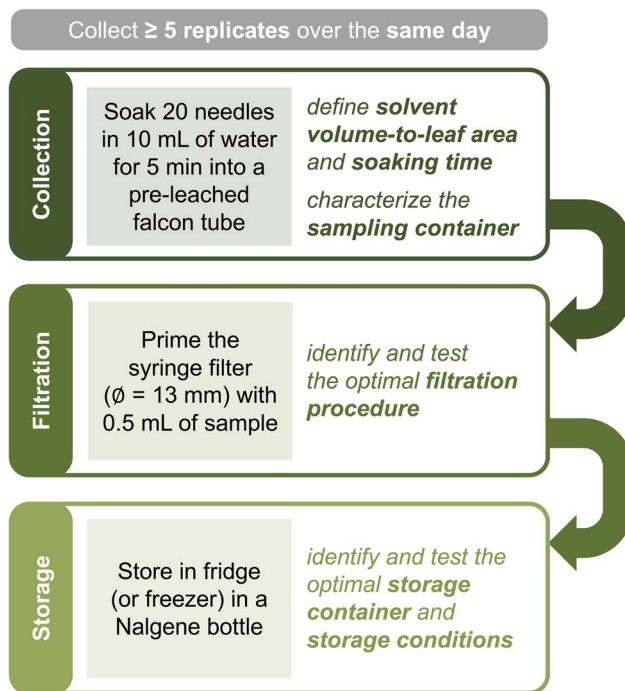 Collect ≥ 5 replicates over the same day
Collection
Soak 20 needles
in 10 mL of water
for 5 min into a
pre-leached
falcon tube
define solvent
volume-to-leaf area
and soaking time
characterize the
sampling container
Filtration
Prime the
syringe filter
(ø = 13 mm) with
0.5 mL of sample
identify and test
the optimal filtration
procedure
Storage
Store in fridge
(or freezer) in a
Nalgene bottle
identify and test the
optimal storage
container and
storage conditions